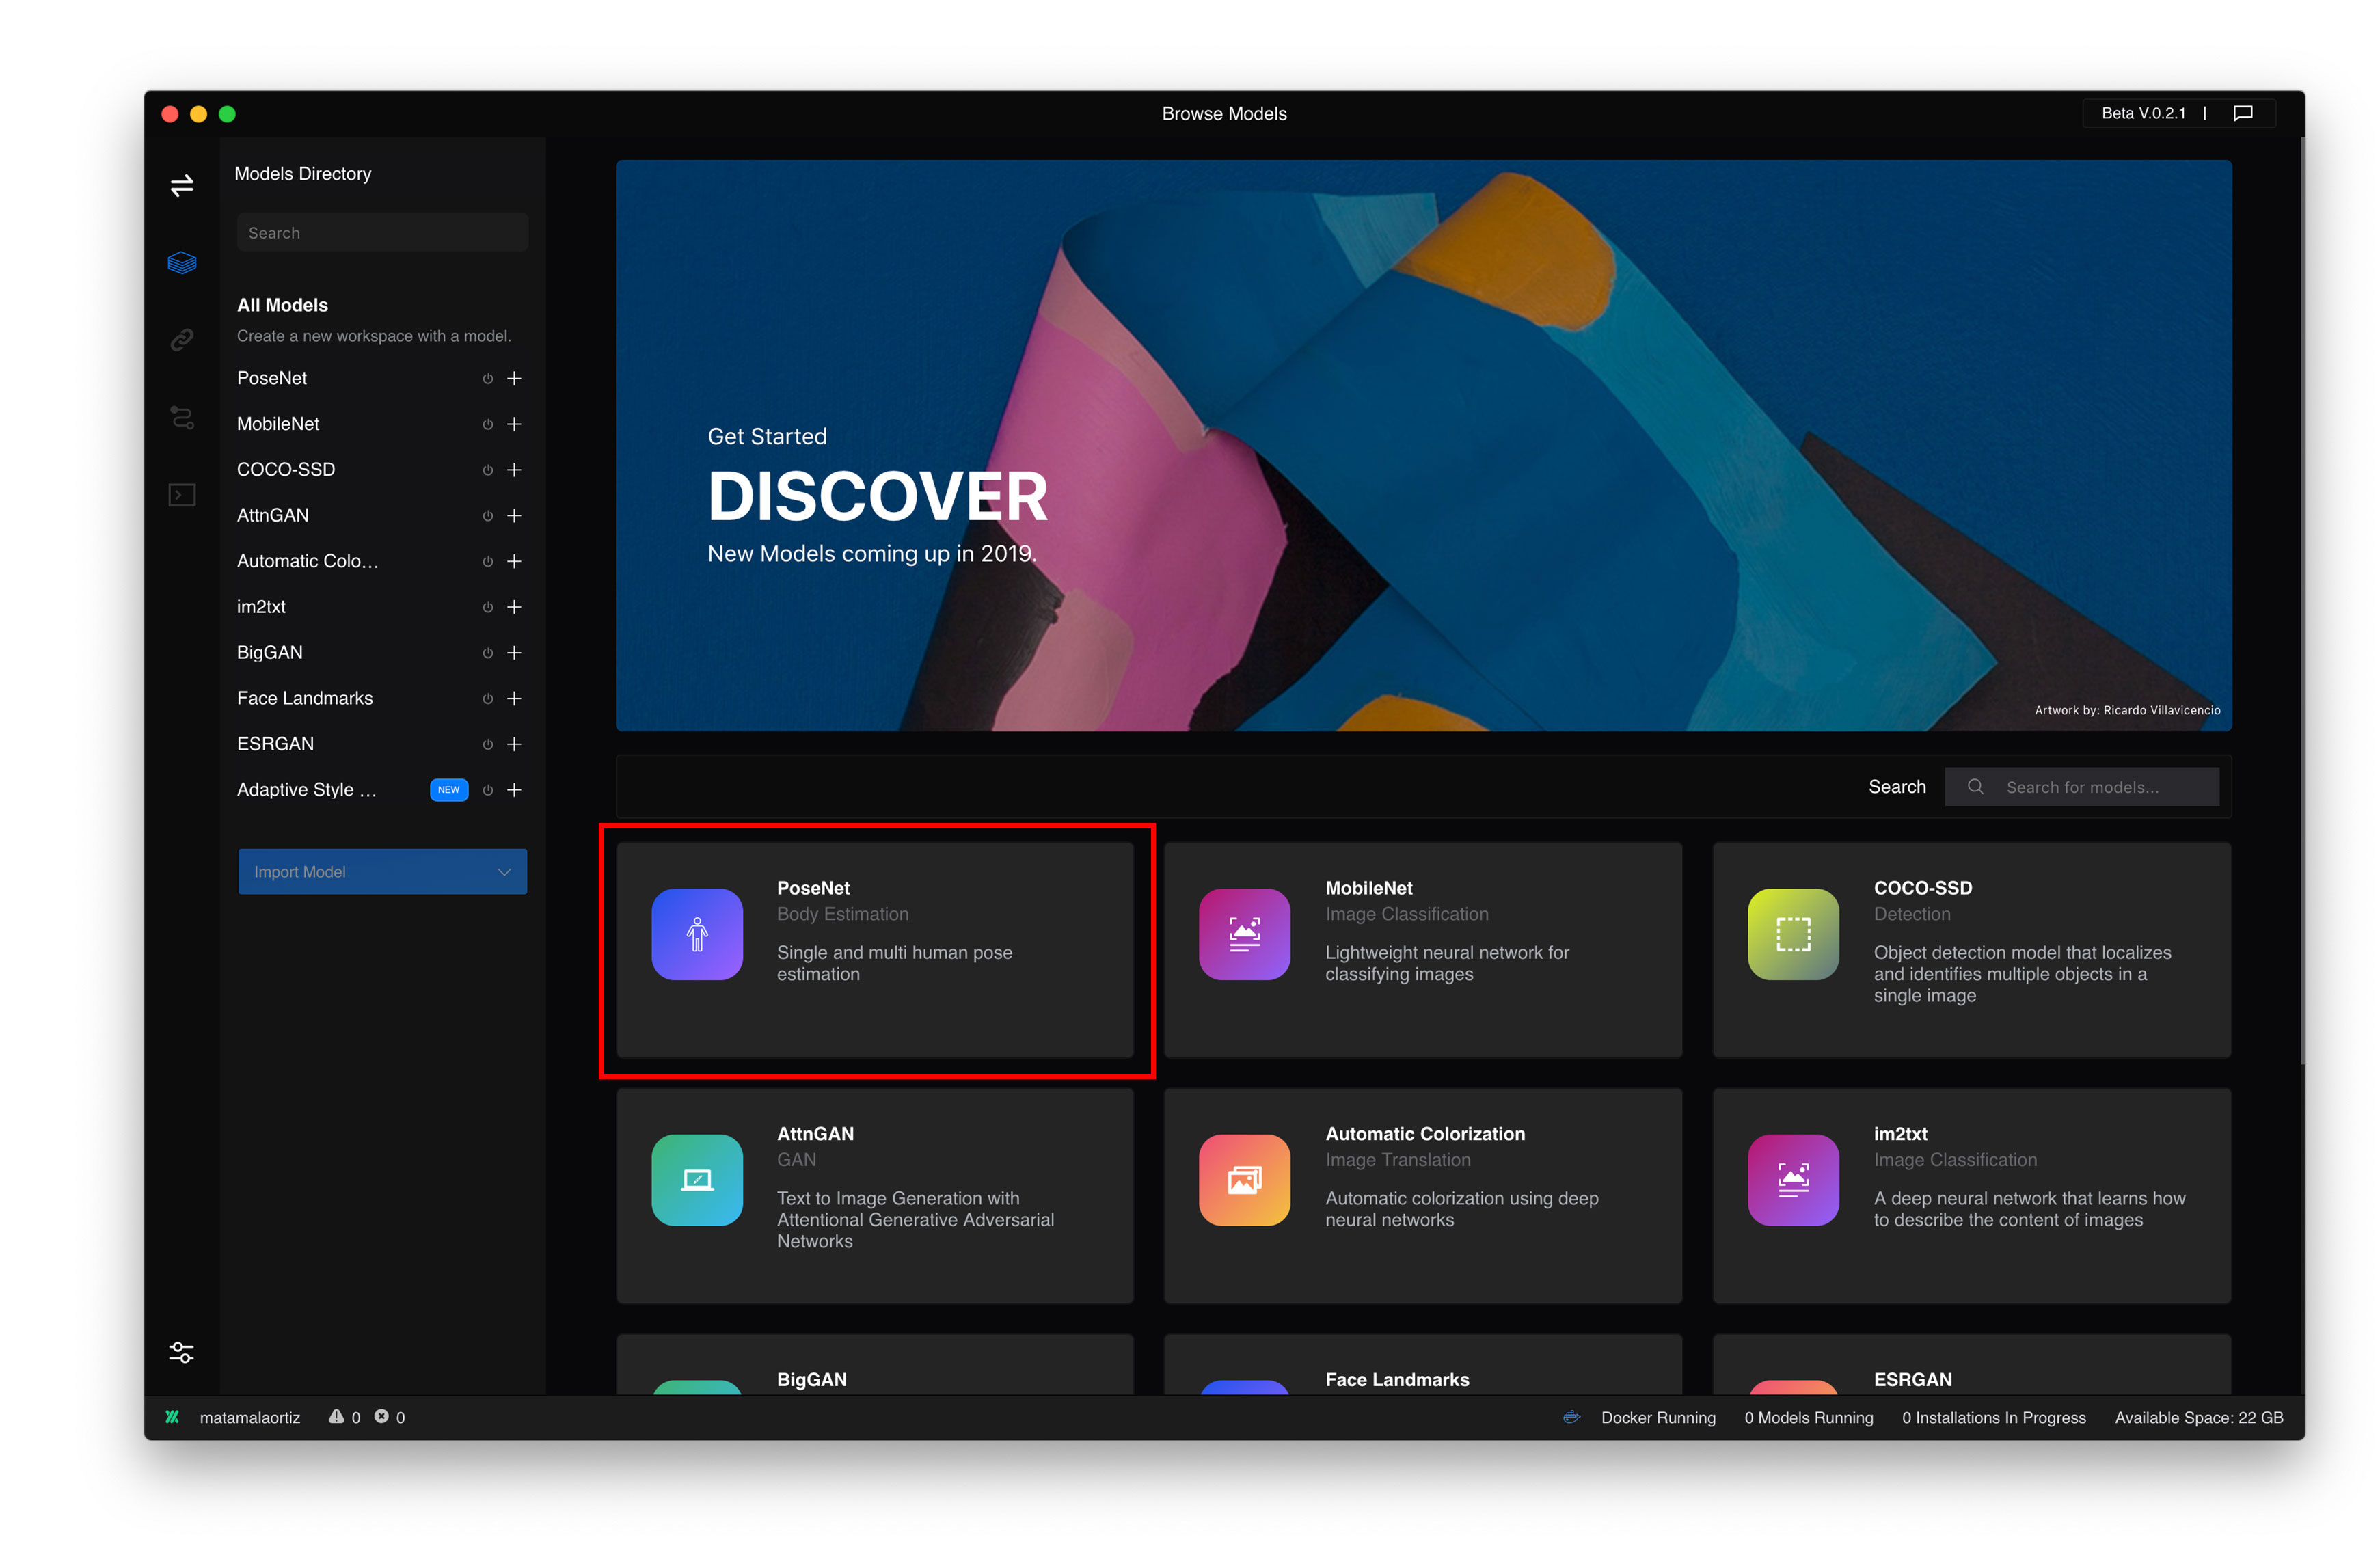 Browse Models
Beta V.0.2.1 |
Models Directory
Search
All Models
Create a new workspace with a model.
PoseNet
MobileNet
COCO-SSD
AttnGAN
Automatic Colo...
im2txt
BigGAN
Face Landmarks
ESRGAN
Adaptive Style ... NEW
Import Model
Get Started
DISCOVER
New Models coming up in 2019.
Artwork by: Ricardo Villavicencio
Search Search for models...
PoseNet
Body Estimation
Single and multi human pose
estimation
MobileNet
Image Classification
Lightweight neural network for
classifying images
COCO-SSD
Detection
Object detection model that localizes
and identifies multiple objects in a
single image
AttnGAN
GAN
Text to Image Generation with
Attentional Generative Adversarial
Networks
Automatic Colorization
Image Translation
Automatic colorization using deep
neural networks
im2txt
Image Classification
A deep neural network that learns how
to describe the content of images
BigGAN
Face Landmarks
ESRGAN
matamalaortiz 0 0
Docker Running 0 Models Running 0 Installations In Progress Available Space: 22 GB